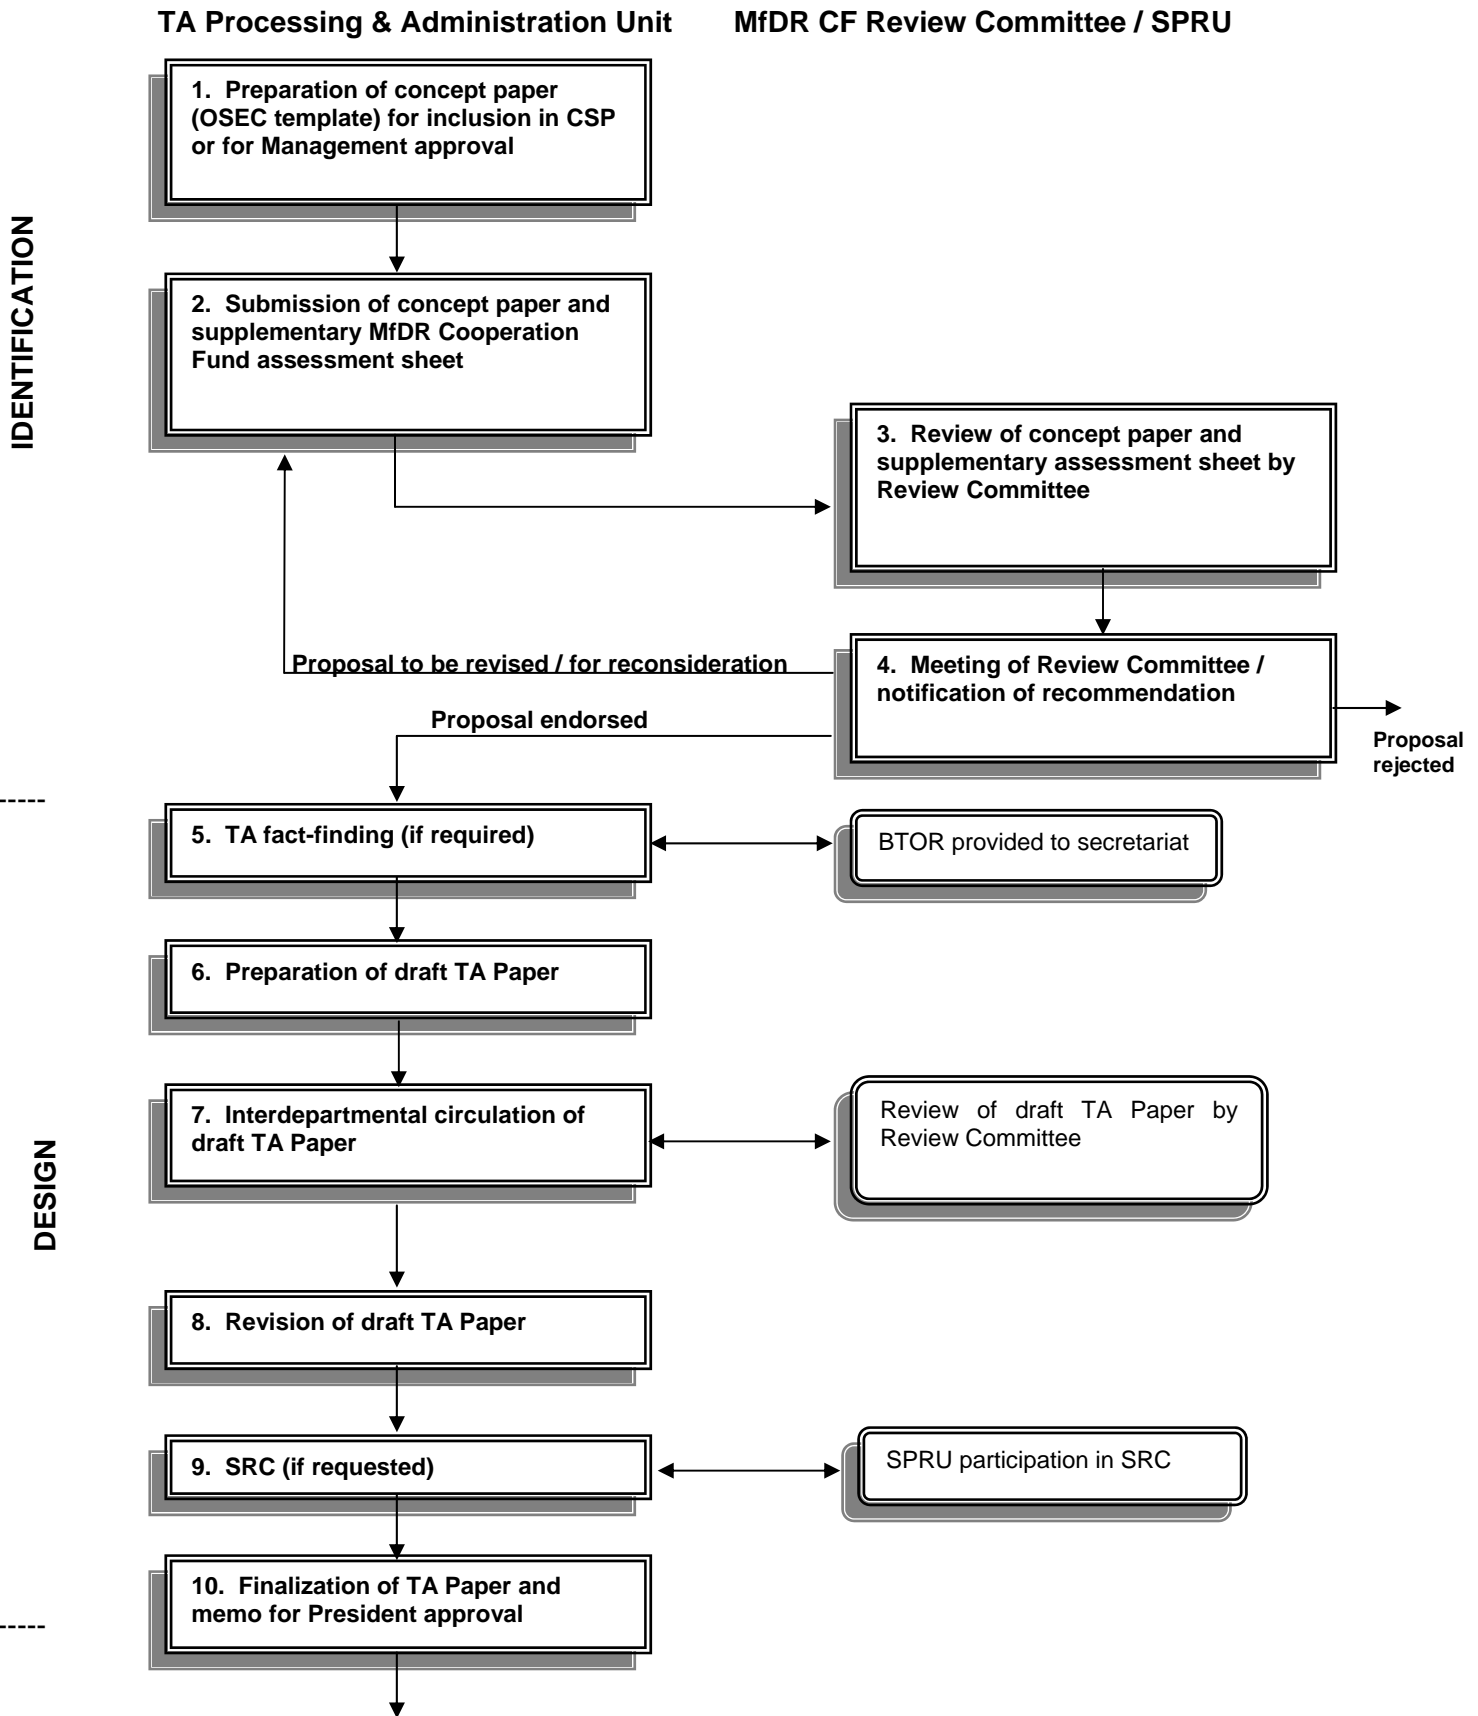 TA Processing & Administration Unit
MfDR CF Review Committee / SPRU
IDENTIFICATION
1. Preparation of concept paper
(OSEC template) for inclusion in CSP
or for Management approval
2. Submission of concept paper and
supplementary MfDR Cooperation
Fund assessment sheet
3. Review of concept paper and
supplementary assessment sheet by
Review Committee
Proposal to be revised / for reconsideration
4. Meeting of Review Committee /
notification of recommendation
Proposal endorsed
Proposal
rejected
-----
5. TA fact-finding (if required)
BTOR provided to secretariat
6. Preparation of draft TA Paper
DESIGN
7. Interdepartmental circulation of
draft TA Paper
Review of draft TA Paper by
Review Committee
8. Revision of draft TA Paper
9. SRC (if requested)
SPRU participation in SRC
10. Finalization of TA Paper and
memo for President approval
-----